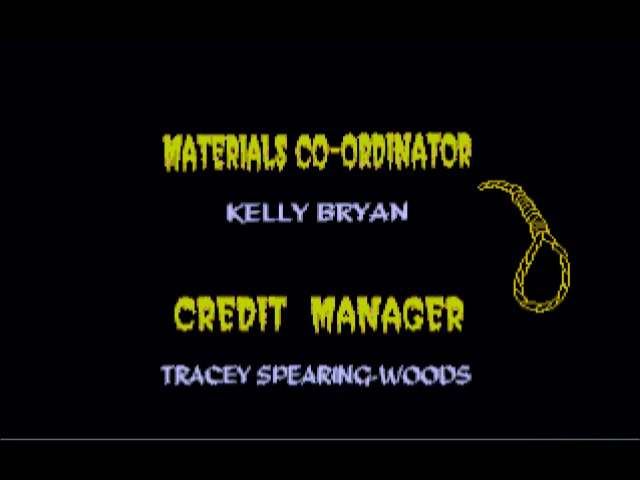 MATERIALS CO-ORDINATOR
KELLY BRYAN
CREDIT MANAGER
TRACEY SPEARING-WOODS